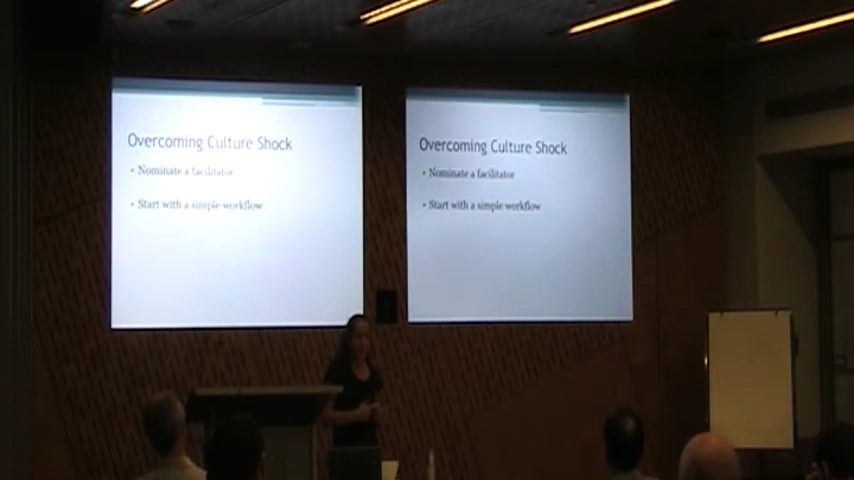 Overcoming Culture Shock
• Nominate a facilitator
• Start with a simple workflow
Overcoming Culture Shock
• Nominate a facilitator
• Start with a simple workflow